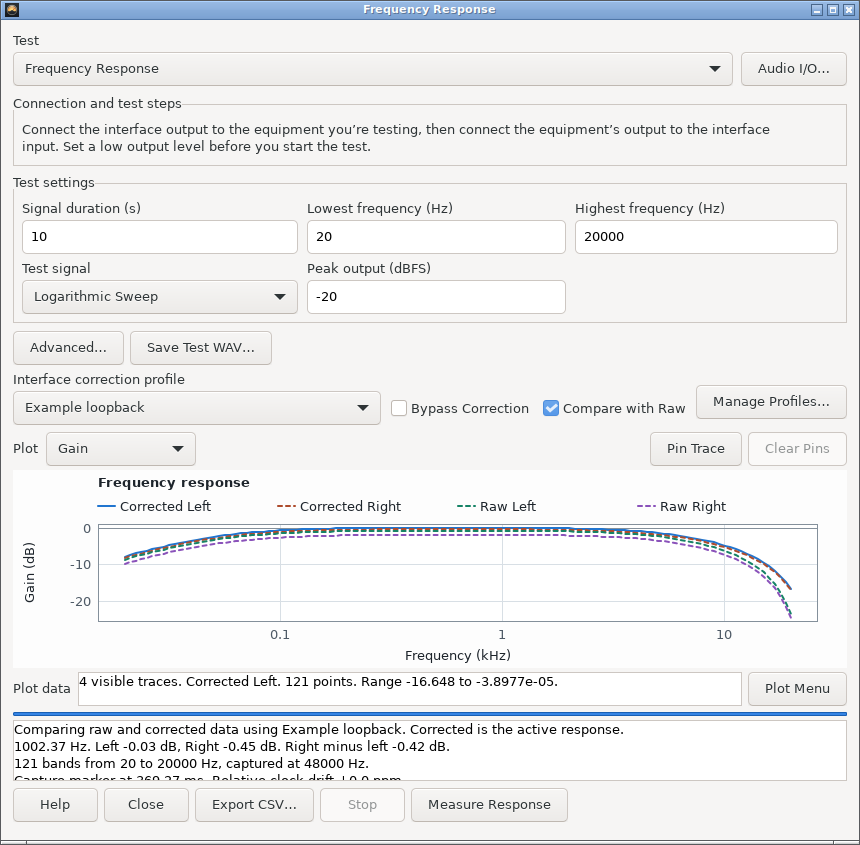 Frequency Response
Test
Frequency Response
Audio I/O...
Connection and test steps
Connect the interface output to the equipment you’re testing, then connect the equipment’s output to the interface
input. Set a low output level before you start the test.
Test settings
Signal duration (s)
Lowest frequency (Hz)
Highest frequency (Hz)
10
20
20000
Test signal
Peak output (dBFS)
Logarithmic Sweep
-20
Advanced...
Save Test WAV...
Interface correction profile
Example loopback
Bypass Correction
Compare with Raw
Manage Profiles...
Plot
Gain
Pin Trace
Clear Pins
Frequency response
Corrected Left
Corrected Right
Raw Left
Raw Right
Gain (dB)
0
-10
-20
0.1
1
10
Frequency (kHz)
Plot data
4 visible traces. Corrected Left. 121 points. Range -16.648 to -3.8977e-05.
Plot Menu
Comparing raw and corrected data using Example loopback. Corrected is the active response.
1002.37 Hz. Left -0.03 dB, Right -0.45 dB. Right minus left -0.42 dB.
121 bands from 20 to 20000 Hz, captured at 48000 Hz.
Capture marker at
Help
Close
Export CSV...
Stop
Measure Response